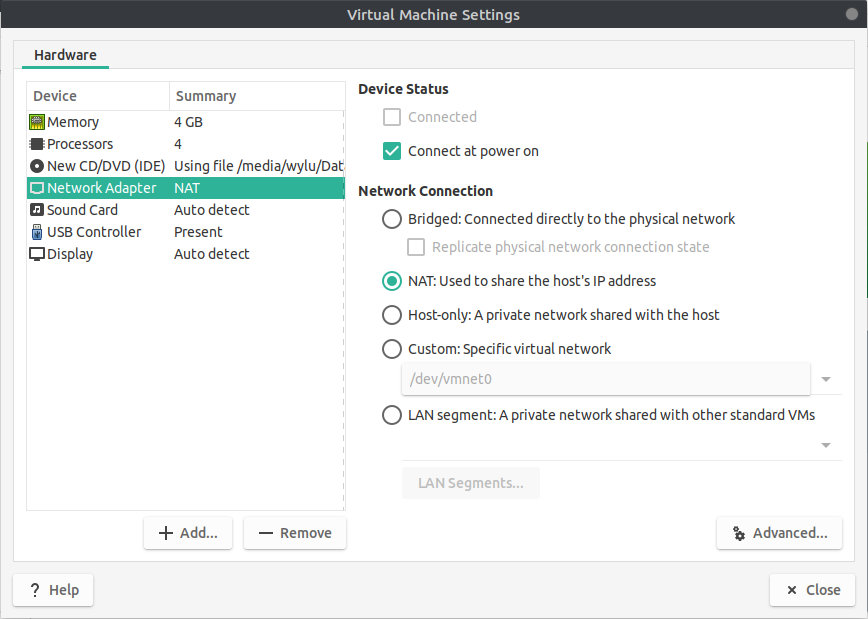 Virtual Machine Settings
Hardware
Device Summary
Memory 4 GB
Processors 4
New CD/DVD (IDE) Using file /media/wylu/Dat
Network Adapter NAT
Sound Card Auto detect
USB Controller Present
Display Auto detect
Add...
Remove
Device Status
Connected
Connect at power on
Network Connection
Bridged: Connected directly to the physical network
Replicate physical network connection state
NAT: Used to share the host's IP address
Host-only: A private network shared with the host
Custom: Specific virtual network
/dev/vmnet0
LAN segment: A private network shared with other standard VMs
LAN Segments...
Advanced...
? Help
Close